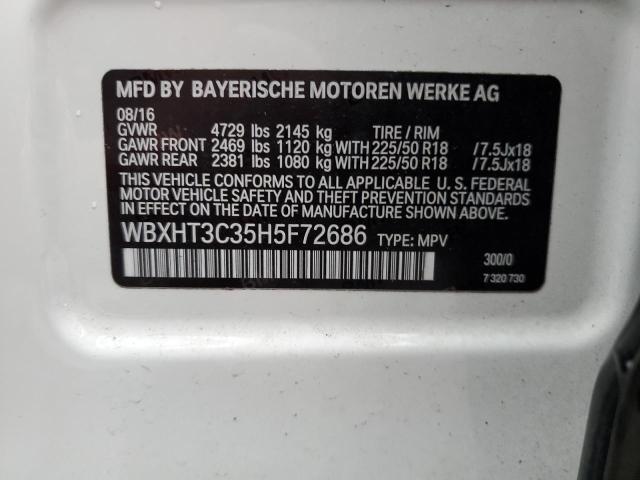 MFD BY BAYERISCHE MOTOREN WERKE AG
08/16
GVWR 4729 lbs 2145 kg TIRE / RIM
GAWR FRONT 2469 lbs 1120 kg WITH 225/50 R18 /7.5Jx18
GAWR REAR 2381 lbs 1080 kg WITH 225/50 R18 /7.5Jx18
THIS VEHICLE CONFORMS TO ALL APPLICABLE U. S. FEDERAL
MOTOR VEHICLE SAFETY AND THEFT PREVENTION STANDARDS
IN EFFECT ON THE DATE OF MANUFACTURE SHOWN ABOVE.
WBXHT3C35H5F72686 TYPE: MPV
300/0
7 320 730